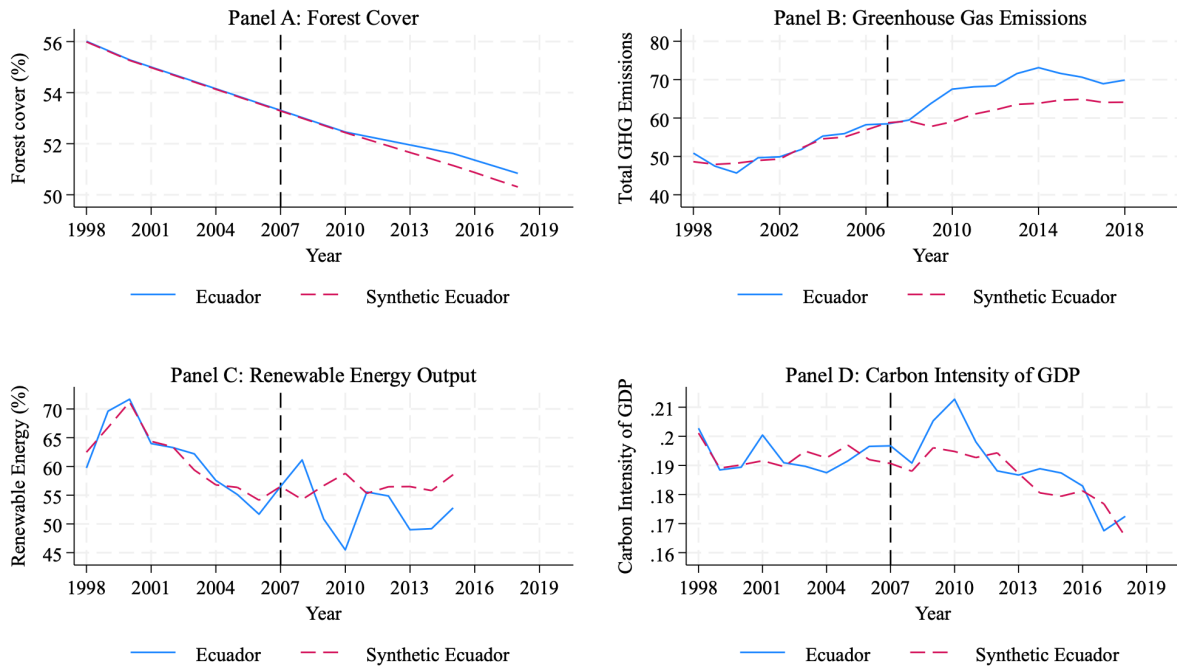 Panel A: Forest Cover
Forest cover (%)
56
54
52
50
1998 2001 2004 2007 2010 2013 2016 2019
Year
Ecuador Synthetic Ecuador
Panel B: Greenhouse Gas Emissions
Total GHG Emissions
80
70
60
50
40
1998 2002 2006 2010 2014 2018
Year
Ecuador Synthetic Ecuador
Panel C: Renewable Energy Output
Renewable Energy (%)
70
65
60
55
50
45
1998 2001 2004 2007 2010 2013 2016 2019
Year
Ecuador Synthetic Ecuador
Panel D: Carbon Intensity of GDP
Carbon Intensity of GDP
.21
.2
.19
.18
.17
.16
1998 2001 2004 2007 2010 2013 2016 2019
Year
Ecuador Synthetic Ecuador